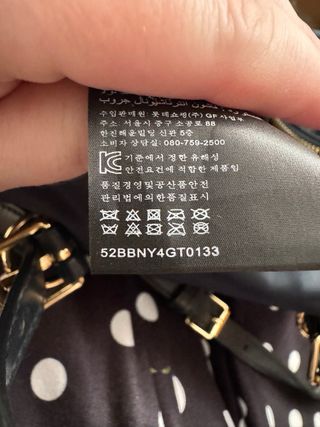 수입판매원: 롯데쇼핑(주) GF 사업부
주소: 서울시 중구 소공로 88
한진해운빌딩 신관 5층
소비자 상담실: 080-759-2500
기준에서 정한 유해성
안전요건에 적합한 제품임
품질경영및공산품안전
관리법에의한 품질표시
52BBNY4GT0133